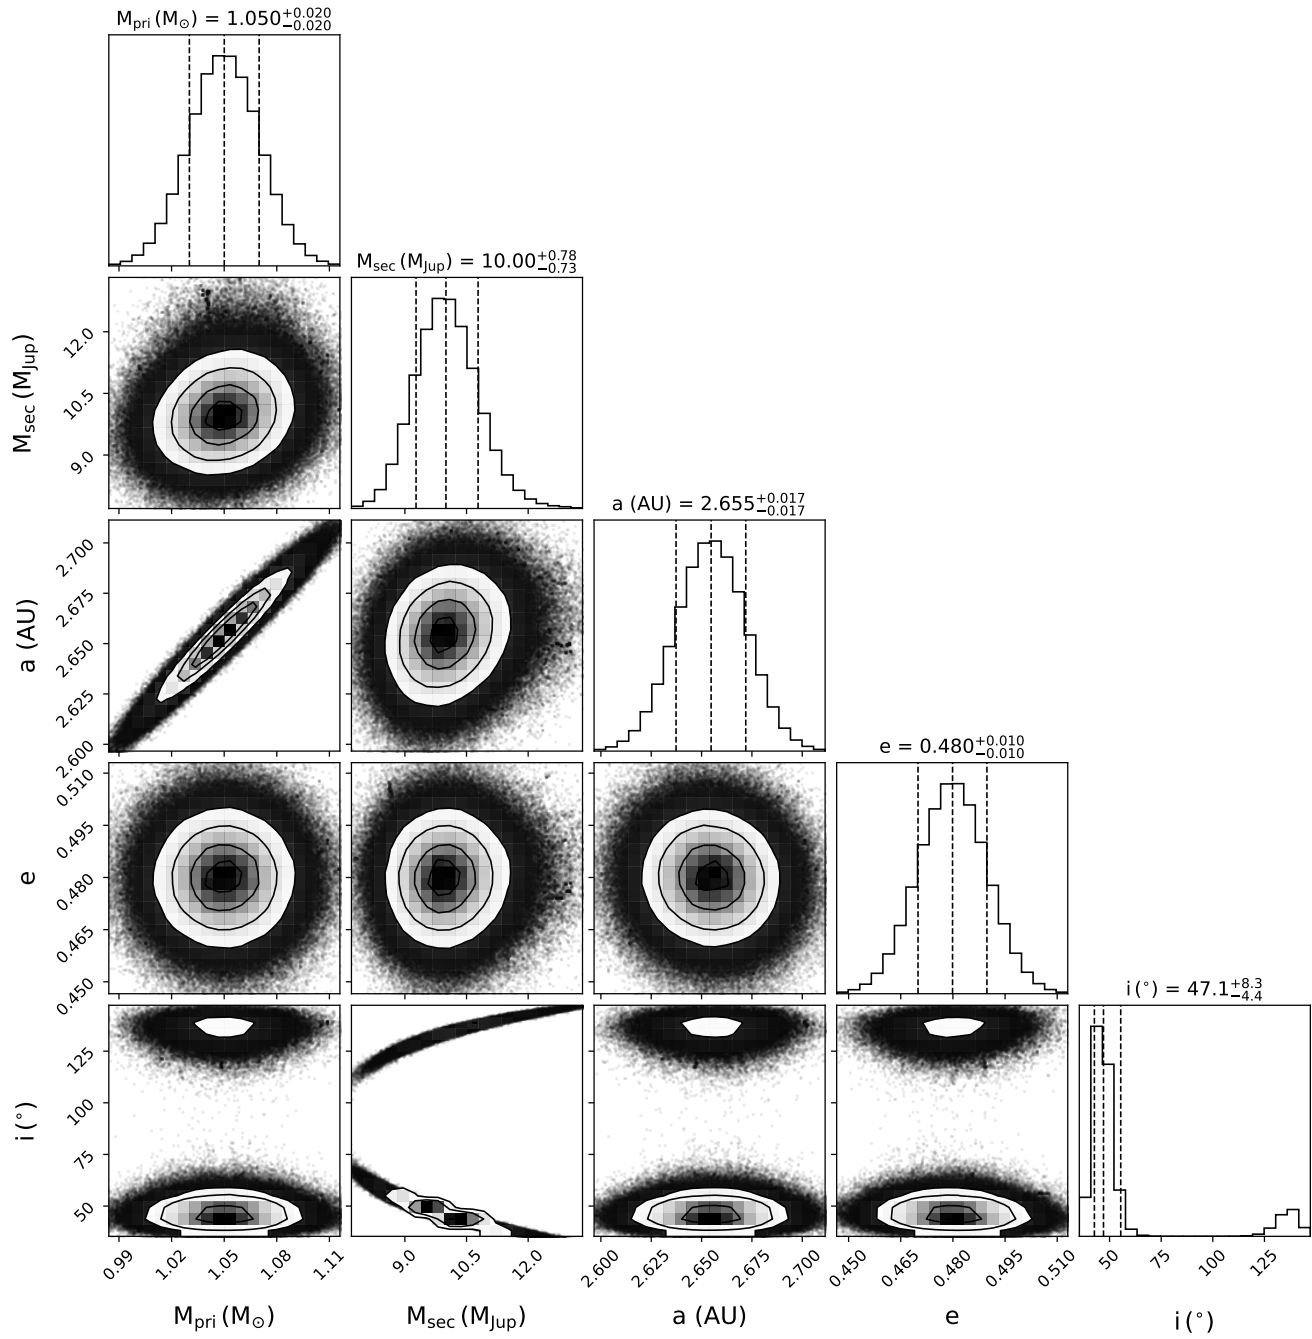 M_pri (M_⊙) = 1.050^{+0.020}_{−0.020}
M_sec (M_Jup) = 10.00^{+0.78}_{−0.73}
12.0
10.5
9.0
M_sec (M_Jup)
a (AU) = 2.655^{+0.017}_{−0.017}
2.700
2.675
2.650
2.625
2.600
a (AU)
e = 0.480^{+0.010}_{−0.010}
0.510
0.495
0.480
0.465
0.450
e
i (°) = 47.1^{+8.3}_{−4.4}
125
100
75
50
i (°)
0.99 1.02 1.05 1.08 1.11
9.0 10.5 12.0
2.600 2.625 2.650 2.675 2.700
0.450 0.465 0.480 0.495 0.510
50 75 100 125
M_pri (M_⊙) M_sec (M_Jup) a (AU) e i (°)